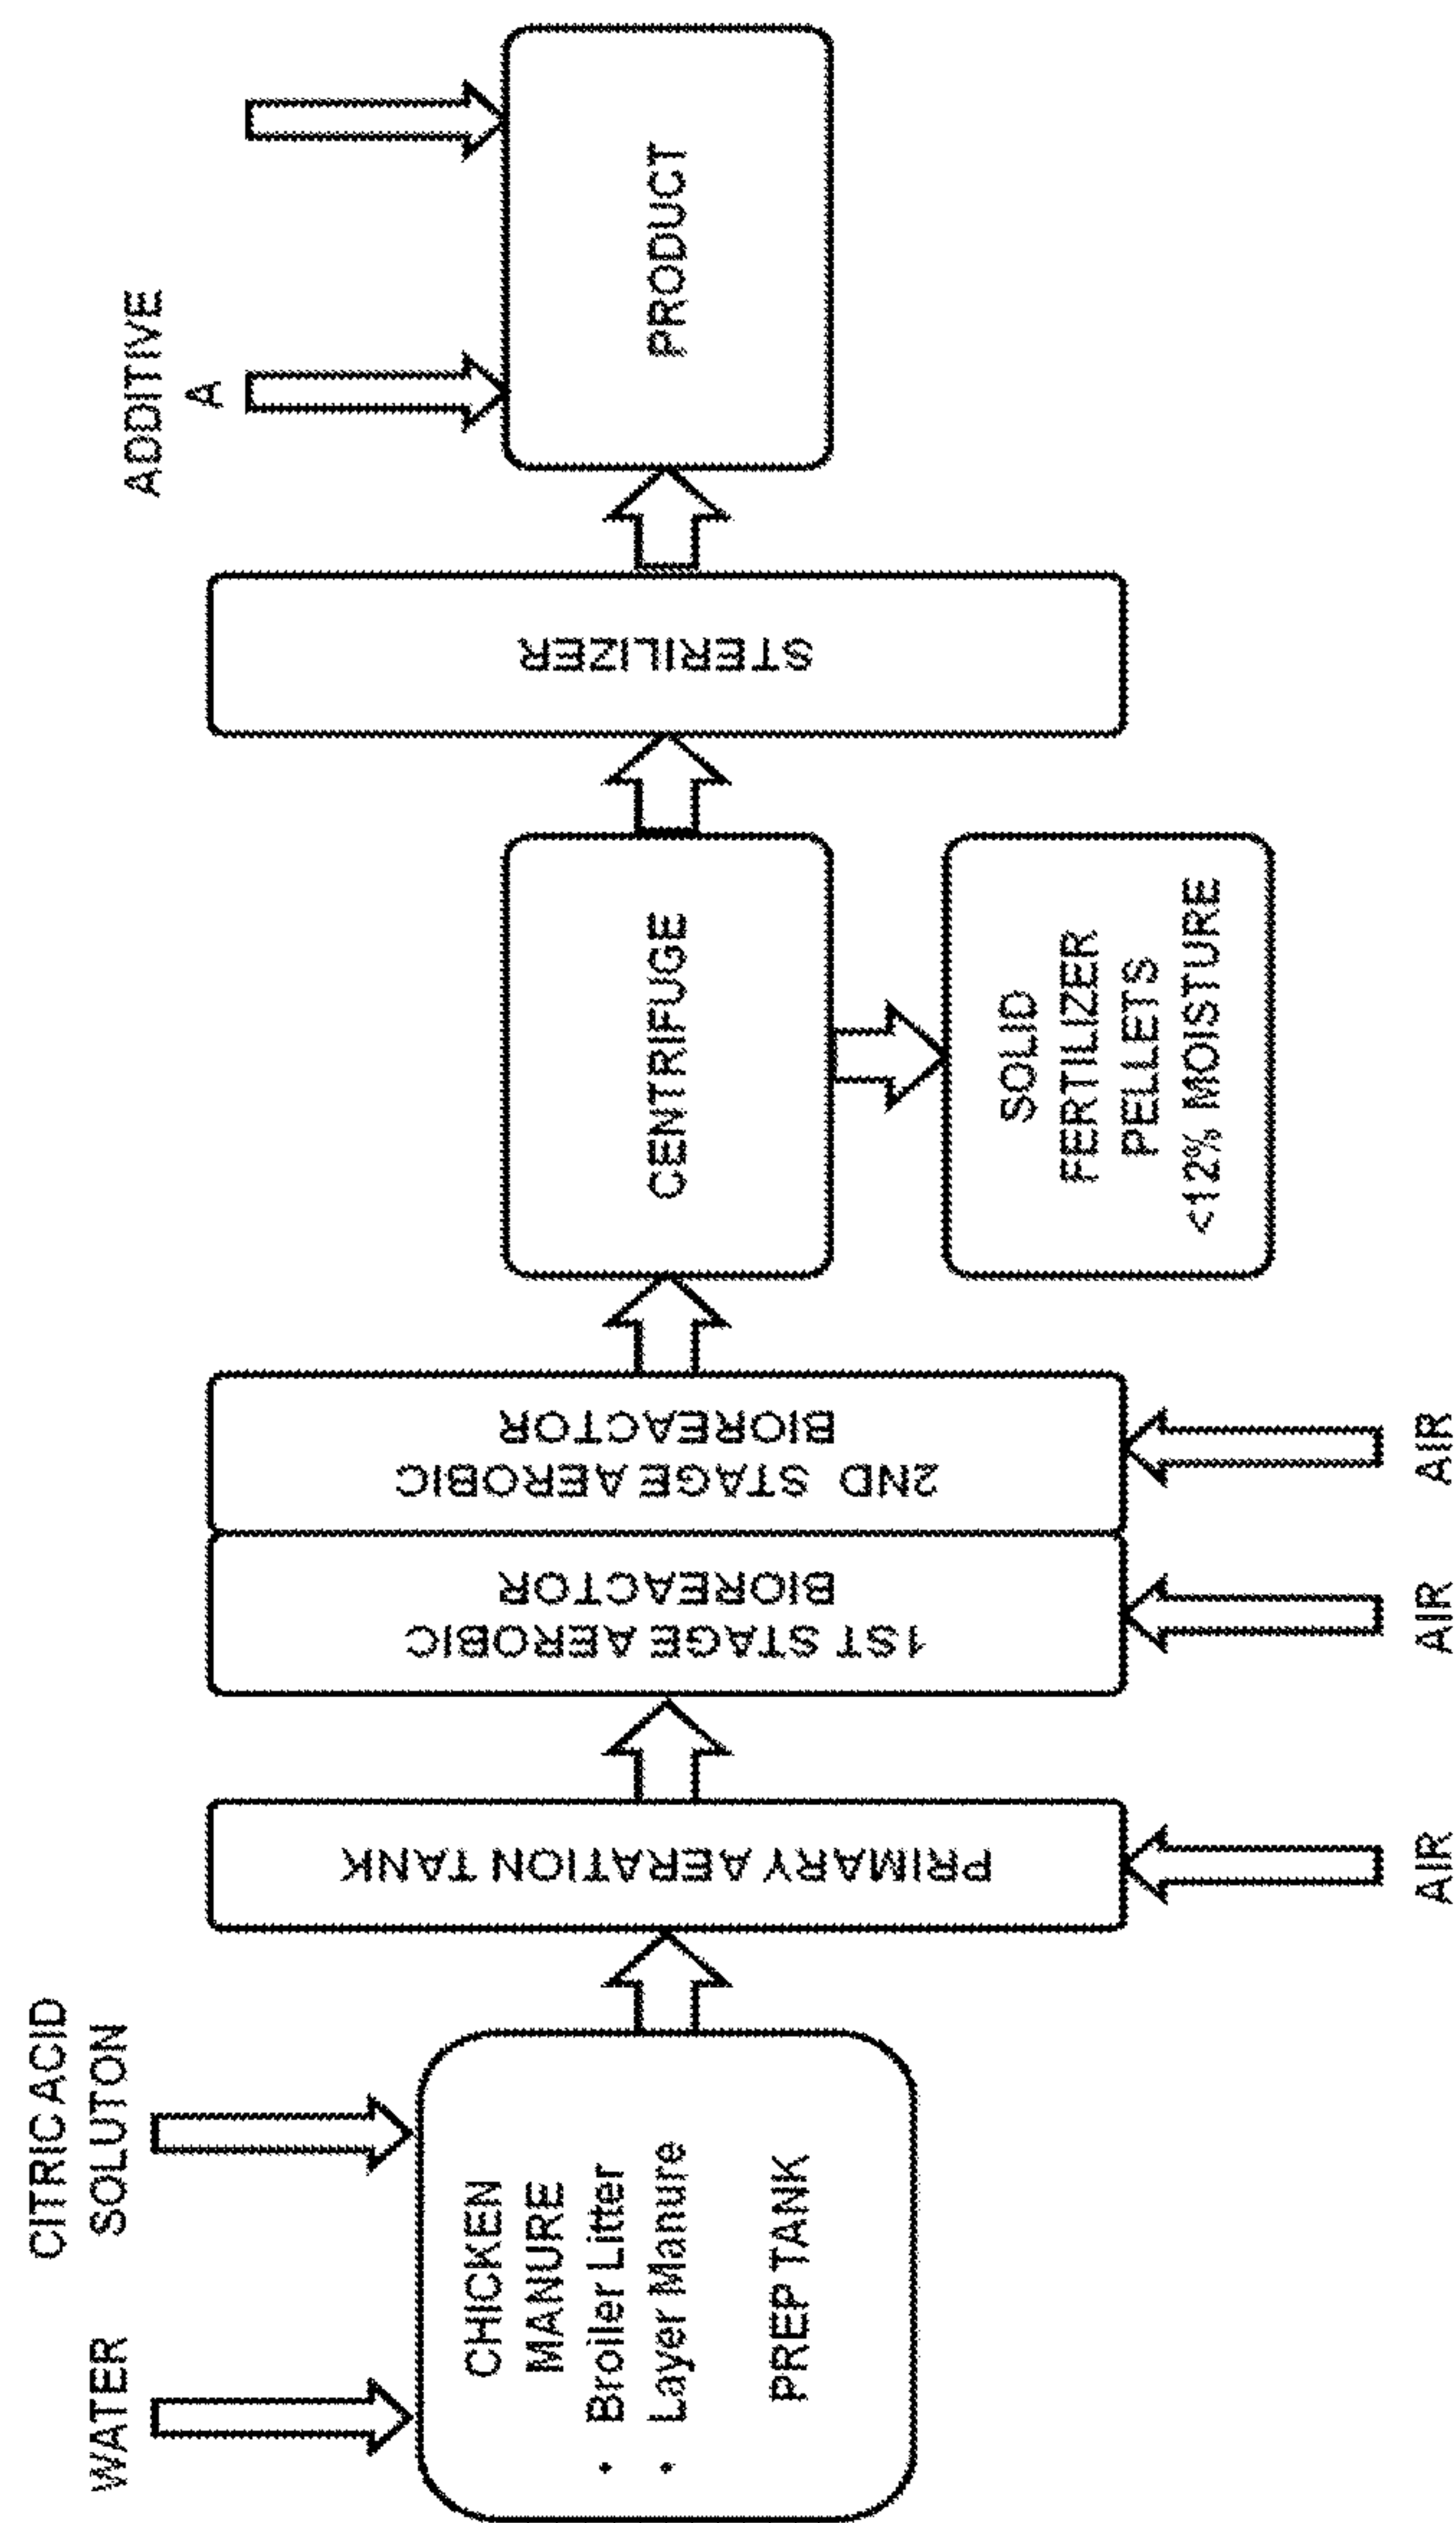 WATER
CITRIC ACID
SOLUTON
CHICKEN
MANURE
• Broiler Litter
• Layer Manure
PREP TANK
PRIMARY AERATION TANK
AIR
1ST STAGE AEROBIC
BIOREACTOR
AIR
2ND STAGE AEROBIC
BIOREACTOR
AIR
CENTRIFUGE
SOLID
FERTILIZER
PELLETS
<12% MOISTURE
STERILIZER
ADDITIVE
A
PRODUCT